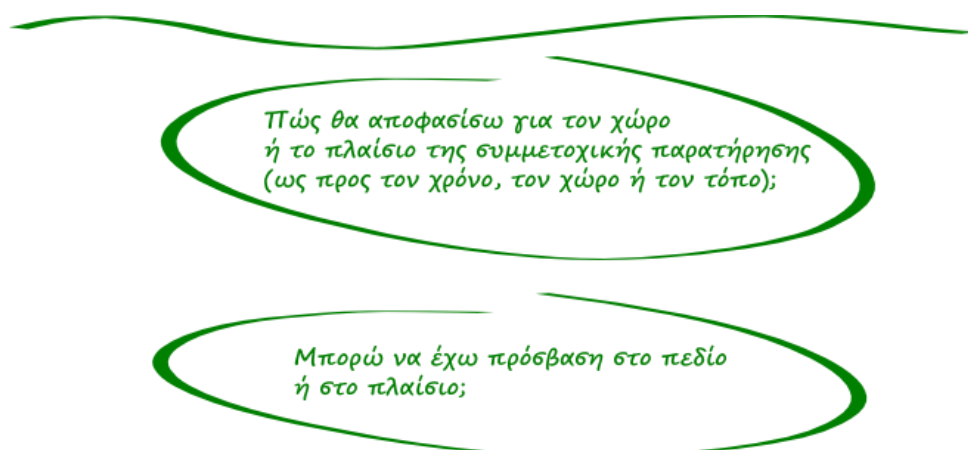 Πώς θα αποφασίσω για τον χώρο
ή το πλαίσιο της συμμετοχικής παρατήρησης
(ως προς τον χρόνο, τον χώρο ή τον τόπο);
Μπορώ να έχω πρόσβαση στο πεδίο
ή στο πλαίσιο;